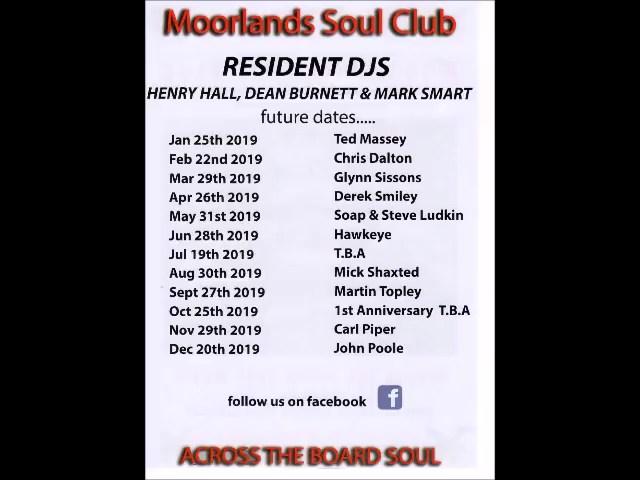 Moorlands Soul Club
RESIDENT DJS
HENRY HALL, DEAN BURNETT & MARK SMART
future dates.....
Jan 25th 2019 Ted Massey
Feb 22nd 2019 Chris Dalton
Mar 29th 2019 Glynn Sissons
Apr 26th 2019 Derek Smiley
May 31st 2019 Soap & Steve Ludkin
Jun 28th 2019 Hawkeye
Jul 19th 2019 T.B.A
Aug 30th 2019 Mick Shaxted
Sept 27th 2019 Martin Topley
Oct 25th 2019 1st Anniversary T.B.A
Nov 29th 2019 Carl Piper
Dec 20th 2019 John Poole
follow us on facebook f
ACROSS THE BOARD SOUL